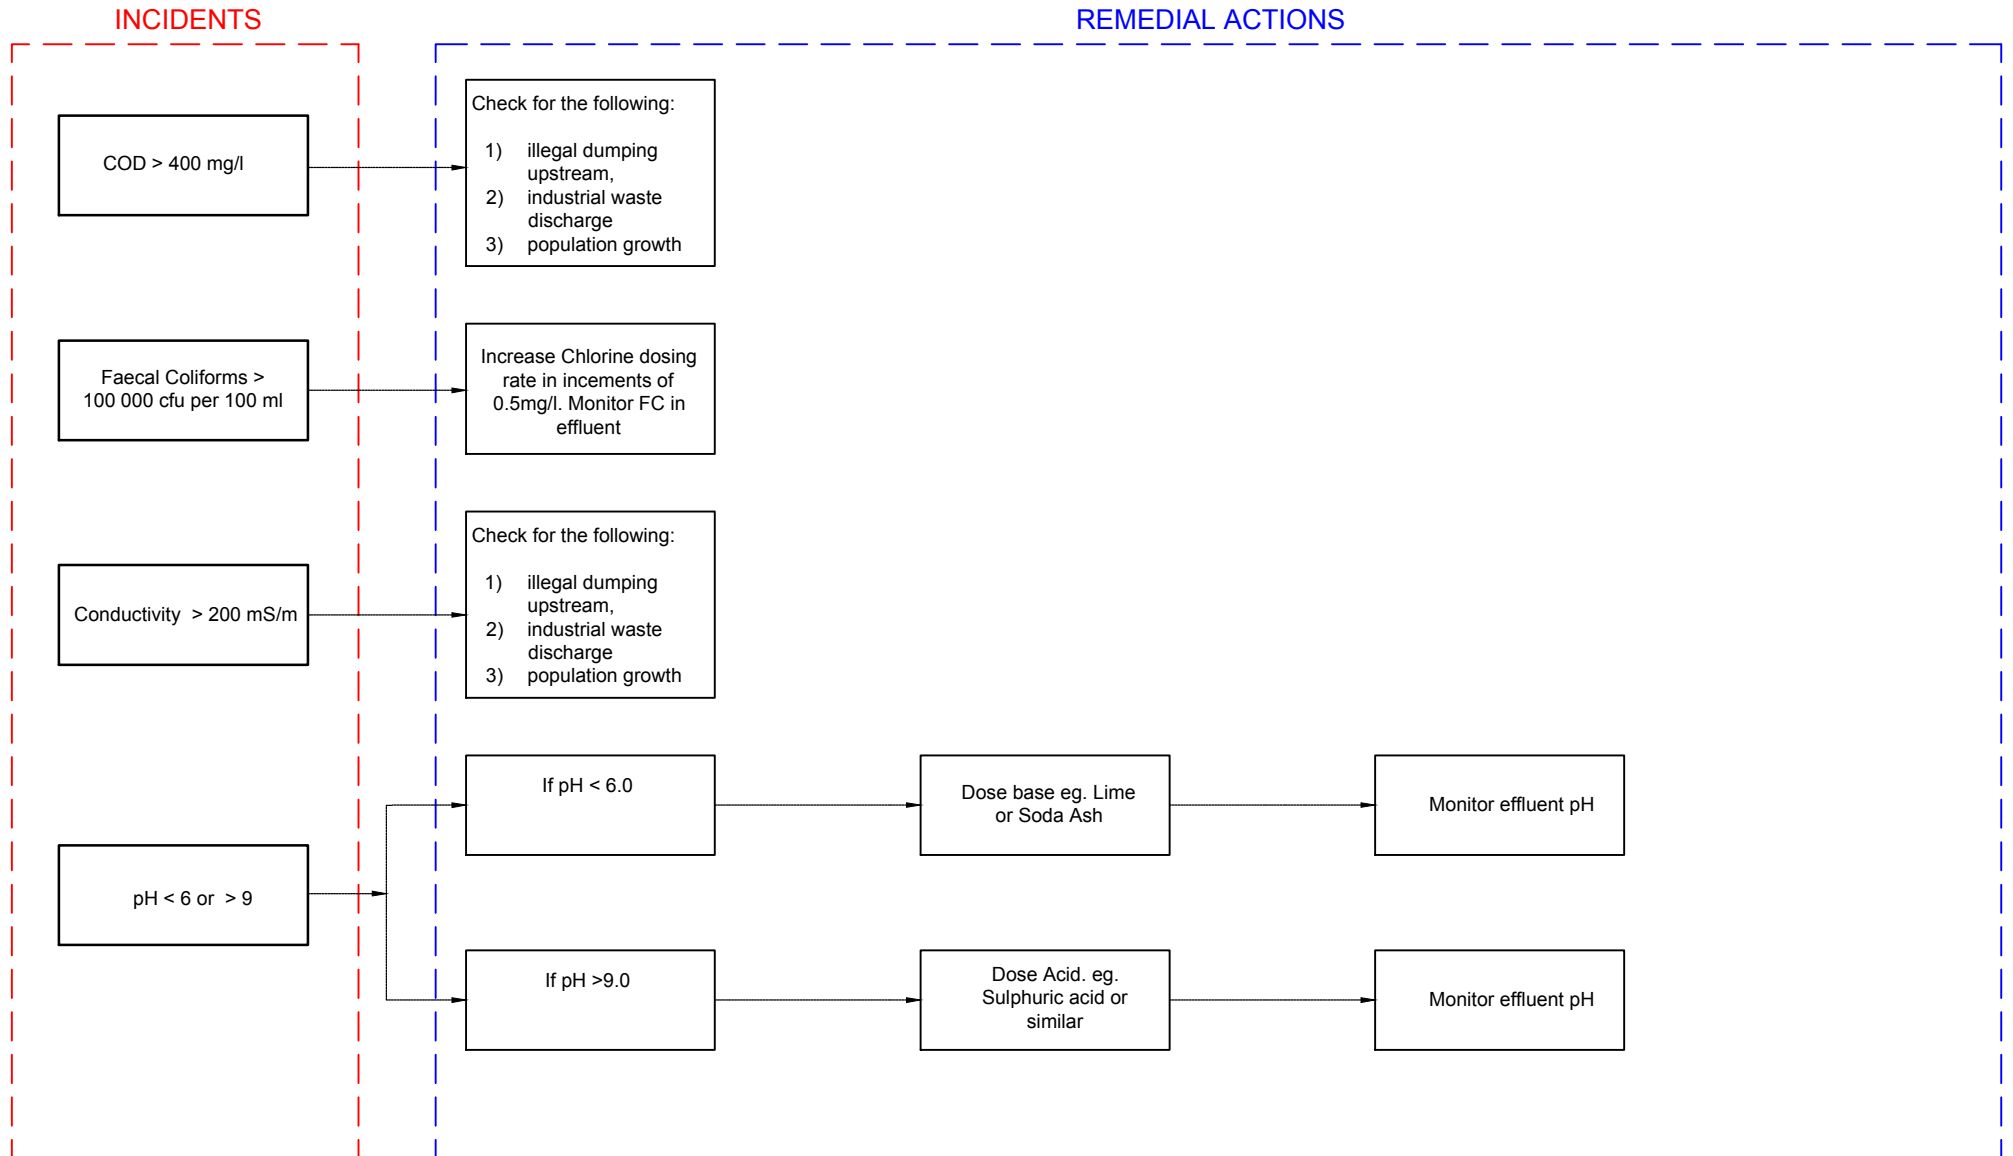 INCIDENTS
REMEDIAL ACTIONS
COD > 400 mg/l
Check for the following:
1) illegal dumping
upstream,
2) industrial waste
discharge
3) population growth
Faecal Coliforms >
100 000 cfu per 100 ml
Increase Chlorine dosing
rate in incements of
0.5mg/l. Monitor FC in
effluent
Conductivity > 200 mS/m
Check for the following:
1) illegal dumping
upstream,
2) industrial waste
discharge
3) population growth
pH < 6 or > 9
If pH < 6.0
Dose base eg. Lime
or Soda Ash
Monitor effluent pH
If pH >9.0
Dose Acid. eg.
Sulphuric acid or
similar
Monitor effluent pH